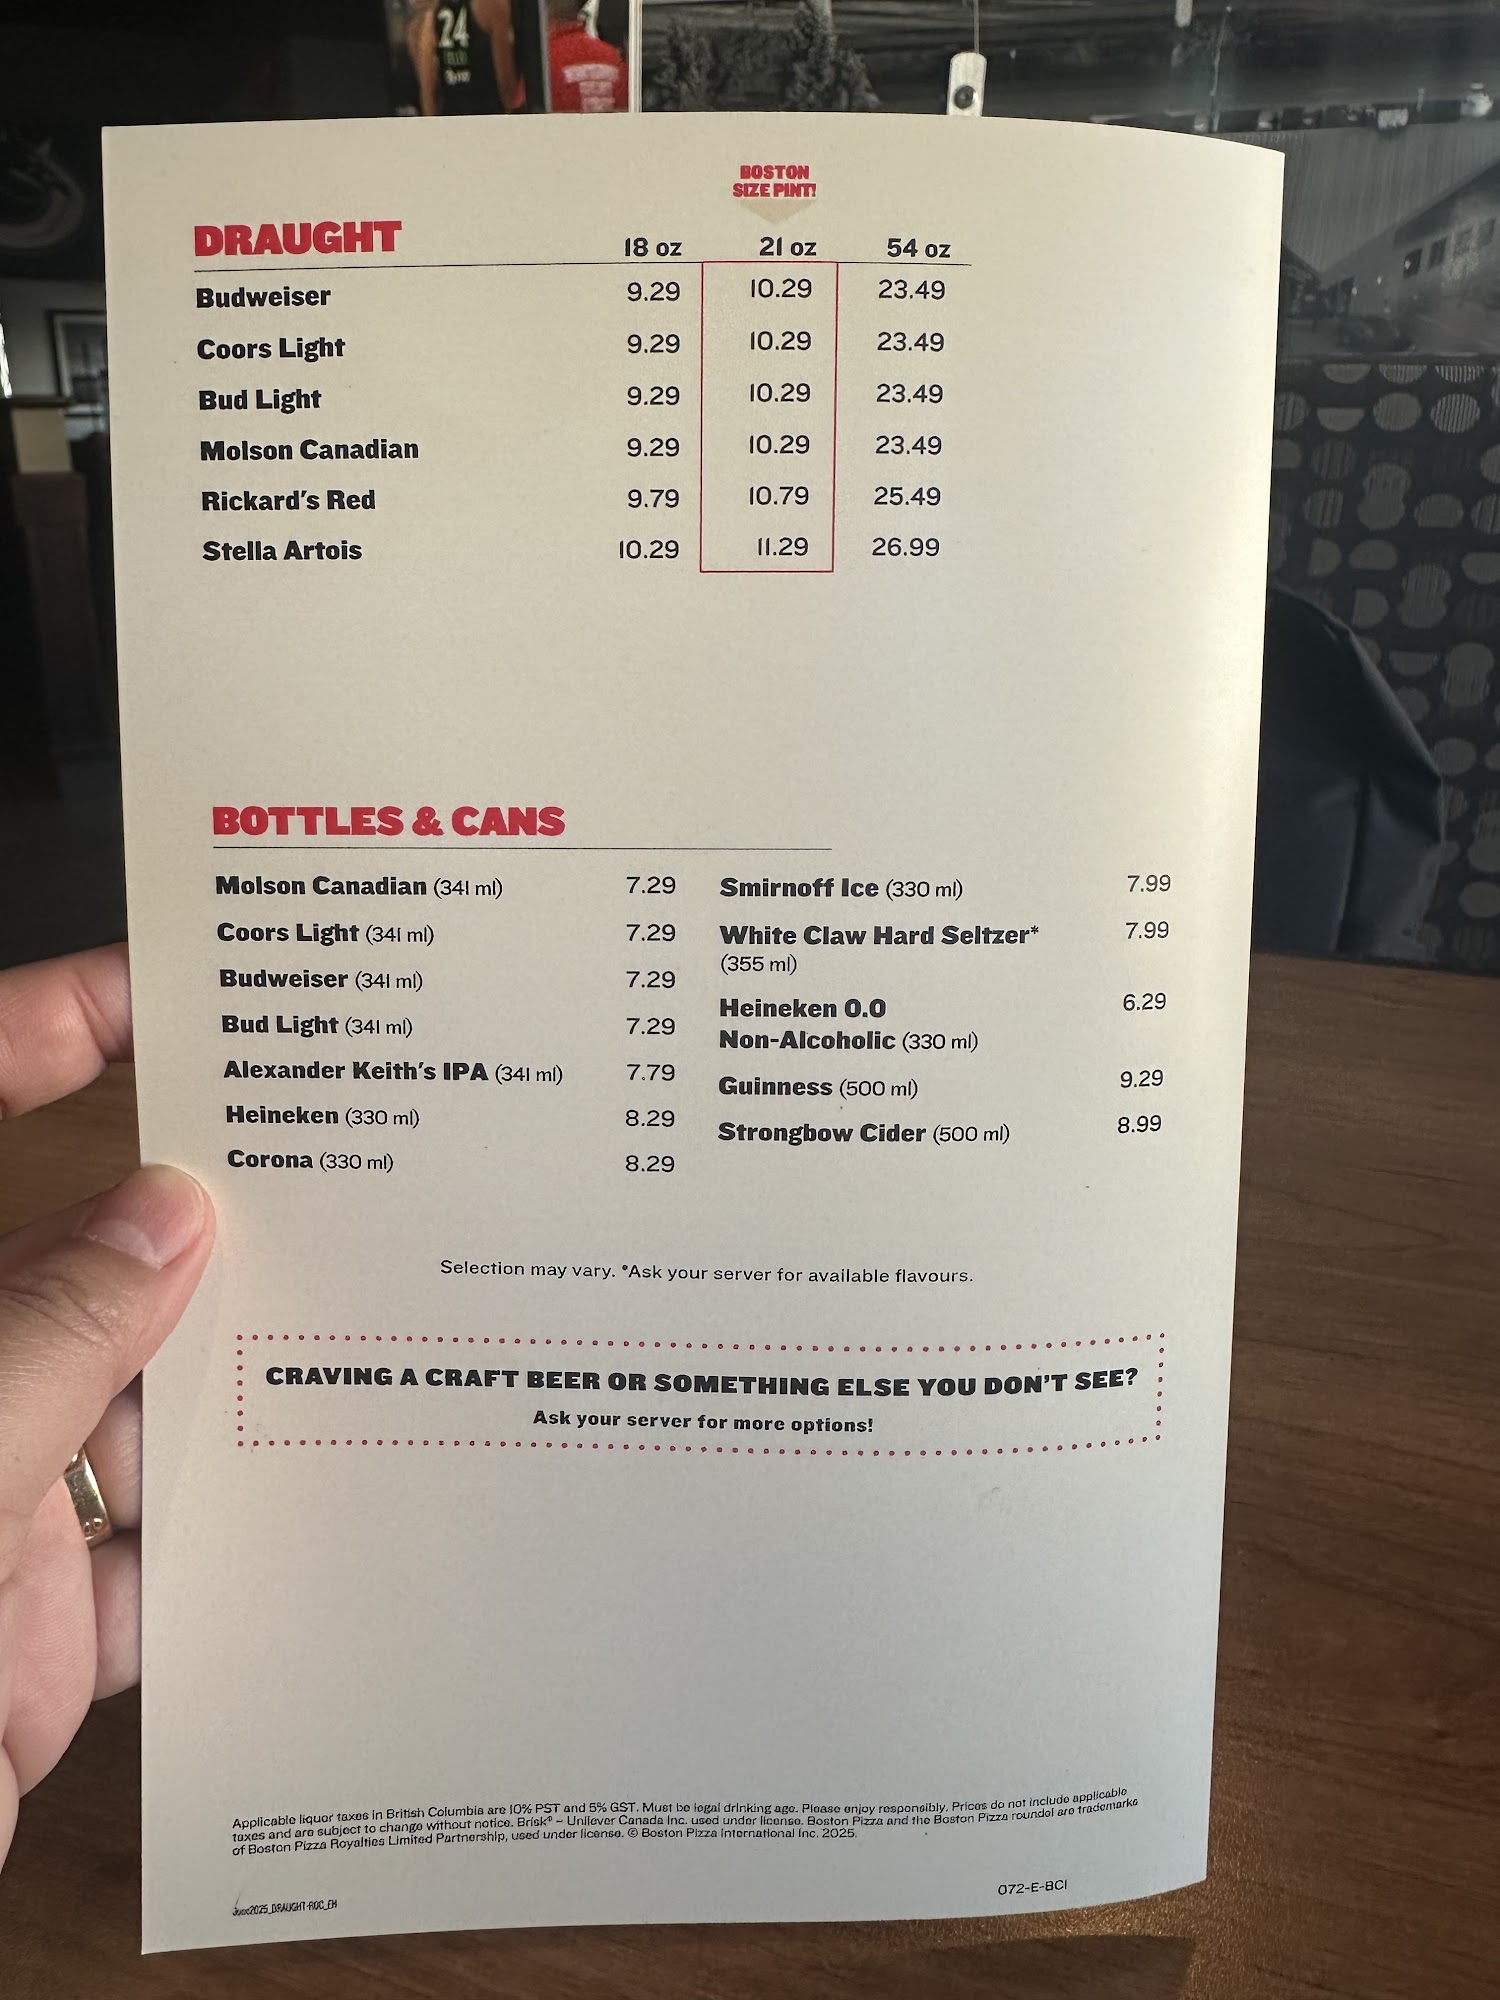 24
BOSTON
SIZE PINT!
DRAUGHT 18 oz 21 oz 54 oz
Budweiser 9.29 10.29 23.49
Coors Light 9.29 10.29 23.49
Bud Light 9.29 10.29 23.49
Molson Canadian 9.29 10.29 23.49
Rickard's Red 9.79 10.79 25.49
Stella Artois 10.29 11.29 26.99
BOTTLES & CANS
Molson Canadian (341 ml) 7.29
Coors Light (341 ml) 7.29
Budweiser (341 ml) 7.29
Bud Light (341 ml) 7.29
Alexander Keith's IPA (341 ml) 7.79
Heineken (330 ml) 8.29
Corona (330 ml) 8.29
Smirnoff Ice (330 ml) 7.99
White Claw Hard Seltzer* 7.99
(355 ml)
Heineken 0.0 6.29
Non-Alcoholic (330 ml)
Guinness (500 ml) 9.29
Strongbow Cider (500 ml) 8.99
Selection may vary. *Ask your server for available flavours.
CRAVING A CRAFT BEER OR SOMETHING ELSE YOU DON'T SEE?
Ask your server for more options!
Applicable liquor taxes in British Columbia are 10% PST and 5% GST. Must be legal drinking age. Please enjoy responsibly. Prices do not include applicable
taxes and are subject to change without notice. Brisk® – Unilever Canada Inc. used under license. Boston Pizza and the Boston Pizza roundel are trademarks
of Boston Pizza Royalties Limited Partnership, used under license. © Boston Pizza International Inc. 2025.
June2025_DRAUGHT-ROC_EH
072-E-BC1